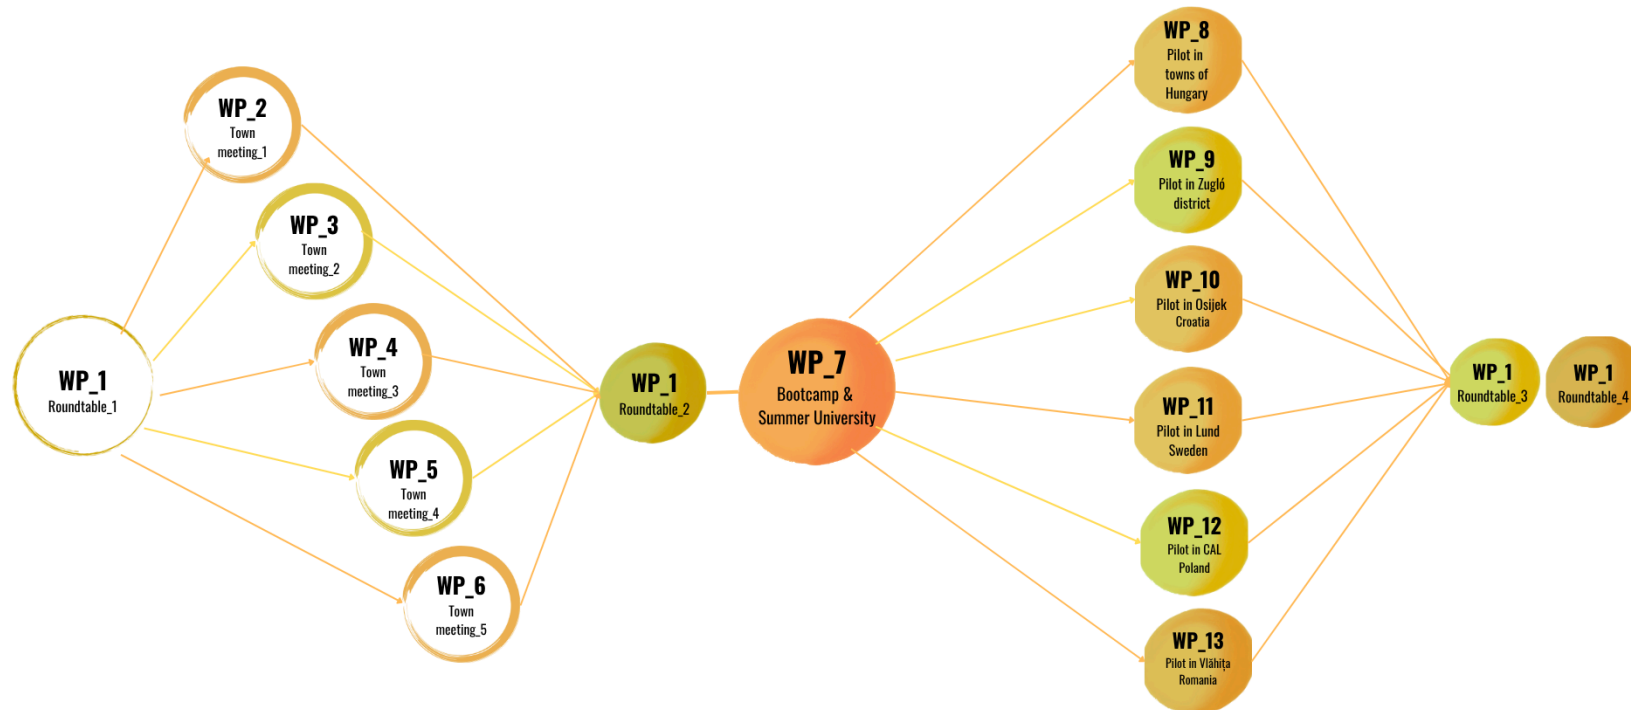 WP_1
Roundtable_1
WP_2
Town
meeting_1
WP_3
Town
meeting_2
WP_4
Town
meeting_3
WP_5
Town
meeting_4
WP_6
Town
meeting_5
WP_1
Roundtable_2
WP_7
Bootcamp &
Summer University
WP_8
Pilot in
towns of
Hungary
WP_9
Pilot in Zugló
district
WP_10
Pilot in Osijek
Croatia
WP_11
Pilot in Lund
Sweden
WP_12
Pilot in CAL
Poland
WP_13
Pilot in Vlăhița
Romania
WP_1
Roundtable_3
WP_1
Roundtable_4